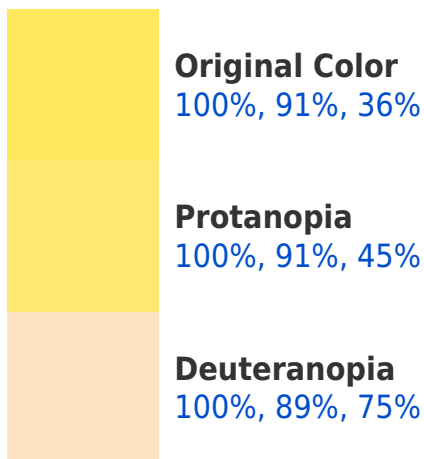 Original Color
100%, 91%, 36%
Protanopia
100%, 91%, 45%
Deuteranopia
100%, 89%, 75%